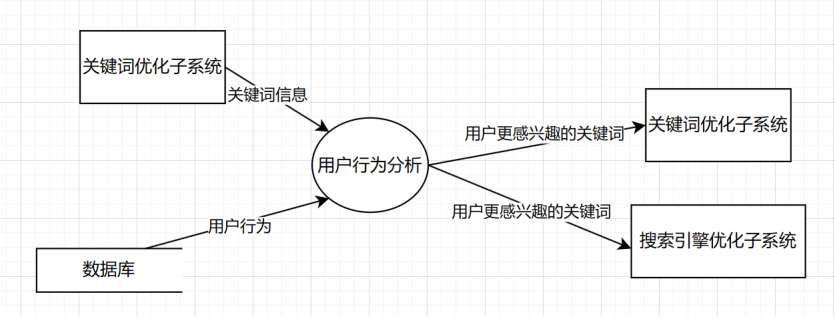 关键词优化子系统
关键词信息
用户行为分析
用户更感兴趣的关键词
关键词优化子系统
用户更感兴趣的关键词
搜索引擎优化子系统
用户行为
数据库